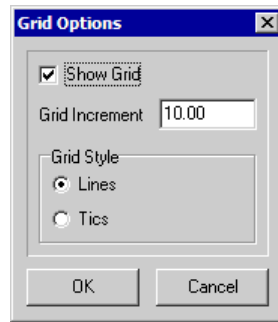 Grid Options
Show Grid
Grid Increment 10.00
Grid Style
Lines
Tics
OK Cancel